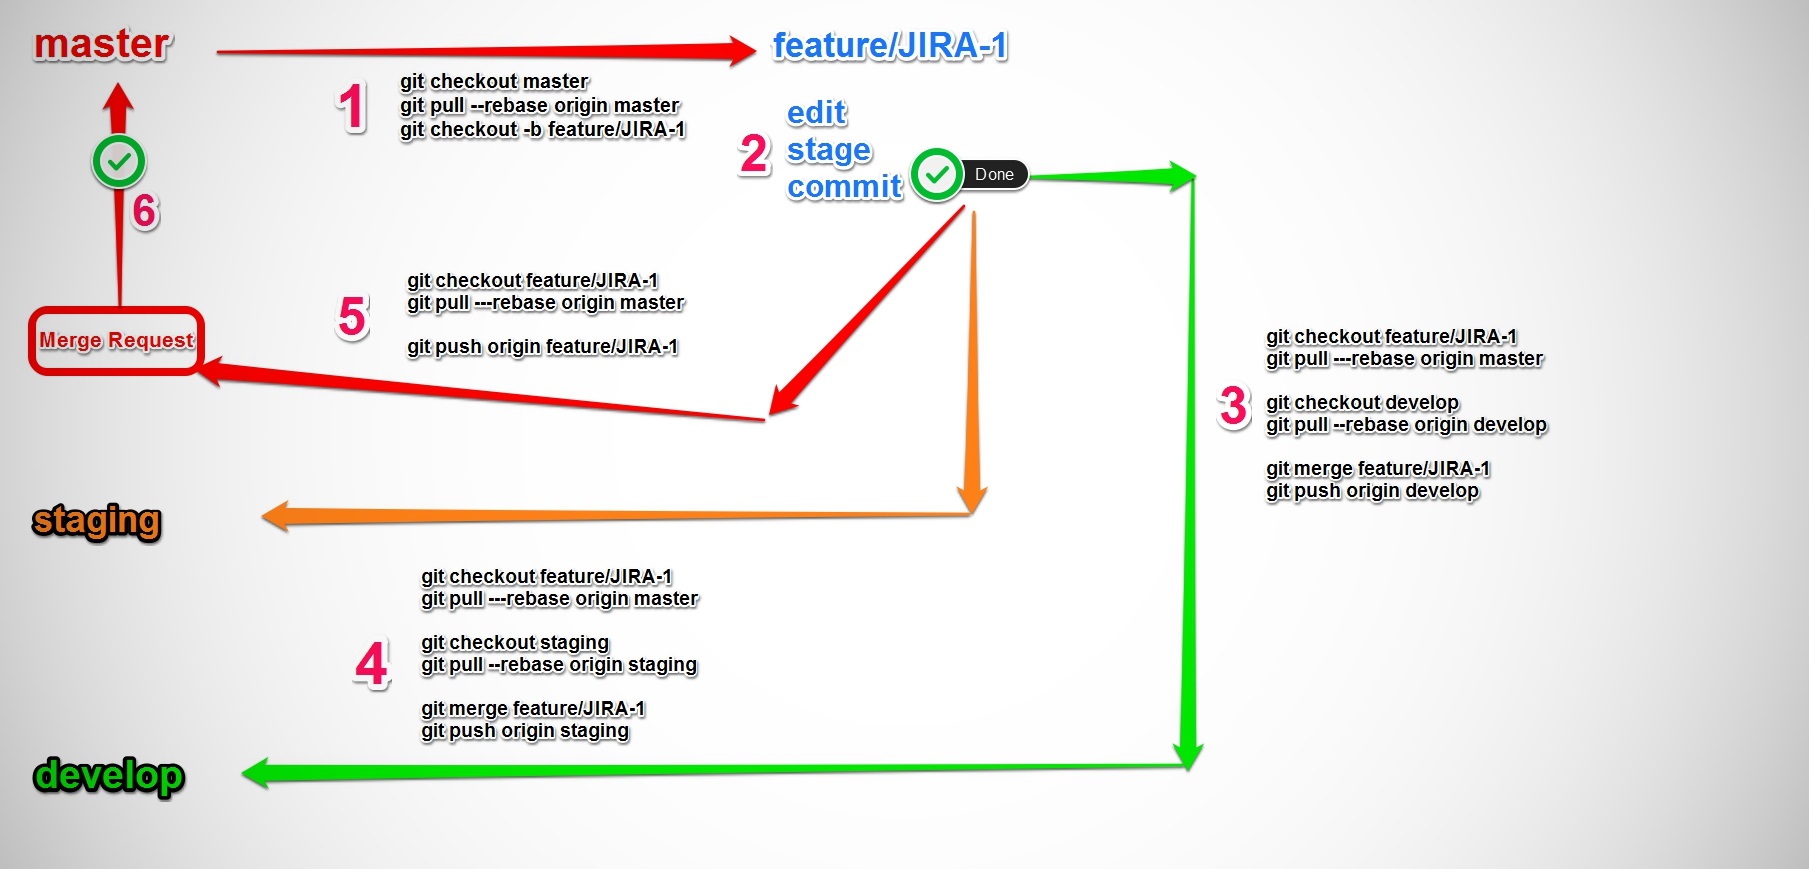 master
feature/JIRA-1
1
git checkout master
git pull --rebase origin master
git checkout -b feature/JIRA-1
2
edit
stage
commit
Done
6
Merge Request
5
git checkout feature/JIRA-1
git pull ---rebase origin master
git push origin feature/JIRA-1
3
git checkout feature/JIRA-1
git pull ---rebase origin master
git checkout develop
git pull --rebase origin develop
git merge feature/JIRA-1
git push origin develop
staging
4
git checkout feature/JIRA-1
git pull ---rebase origin master
git checkout staging
git pull --rebase origin staging
git merge feature/JIRA-1
git push origin staging
develop